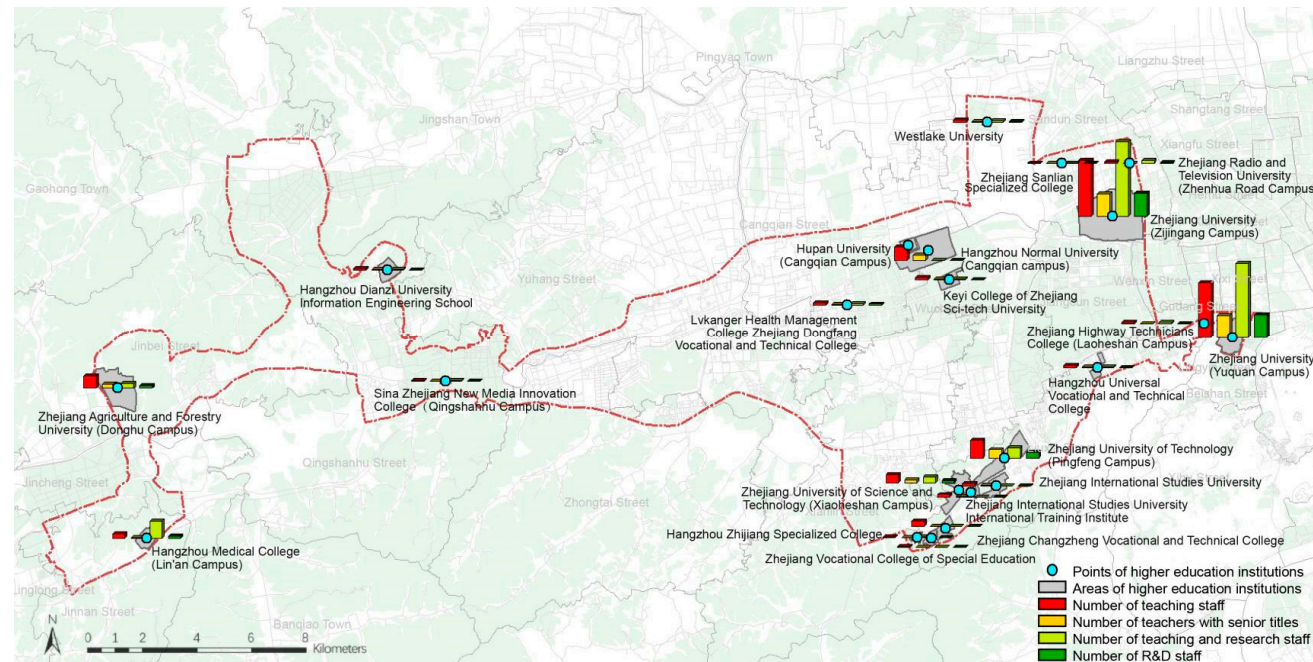 Pingyao Town
Liangzhu Street
Jingshan Town
Shangtang Street
Sandun Street
Westlake University
Xiangfu Street
Gaohong Town
Zhejiang Sanlian
Specialized College
Zhejiang Radio and
Television University
(Zhenhua Road Campus)
Cangqian Street
Zhejiang University
(Zijingang Campus)
Hupan University
(Cangqian Campus)
Hangzhou Normal University
(Cangqian campus)
Yuhang Street
Hangzhou Dianzi University
Information Engineering School
Keyi College of Zhejiang
Sci-tech University
Wenxin Street
Xixi Street
Gudang Street
Lvkanger Health Management
College Zhejiang Dongfang
Vocational and Technical College
Zhejiang Highway Technicians
College (Laoheshan Campus)
Jinbei Street
Zhejiang University
(Yuquan Campus)
Hangzhou Universal
Vocational and Technical
College
Beishan Street
Sina Zhejiang New Media Innovation
College (Qingshanhu Campus)
Zhejiang Agriculture and Forestry
University (Donghu Campus)
Zhejiang University of Technology
(Pingfeng Campus)
Qingshanhu Street
Jincheng Street
Zhongtai Street
Zhejiang International Studies University
Zhejiang University of Science and
Technology (Xiaoheshan Campus)
Zhejiang International Studies University
International Training Institute
Hangzhou Zhijiang Specialized College
Zhejiang Changzheng Vocational and Technical College
Hangzhou Medical College
(Lin'an Campus)
Zhejiang Vocational College of Special Education
Linglong Street
Jinnan Street
Banqiao Town
N
0 2 4 6 8
Kilometers
Points of higher education institutions
Areas of higher education institutions
Number of teaching staff
Number of teachers with senior titles
Number of teaching and research staff
Number of R&D staff